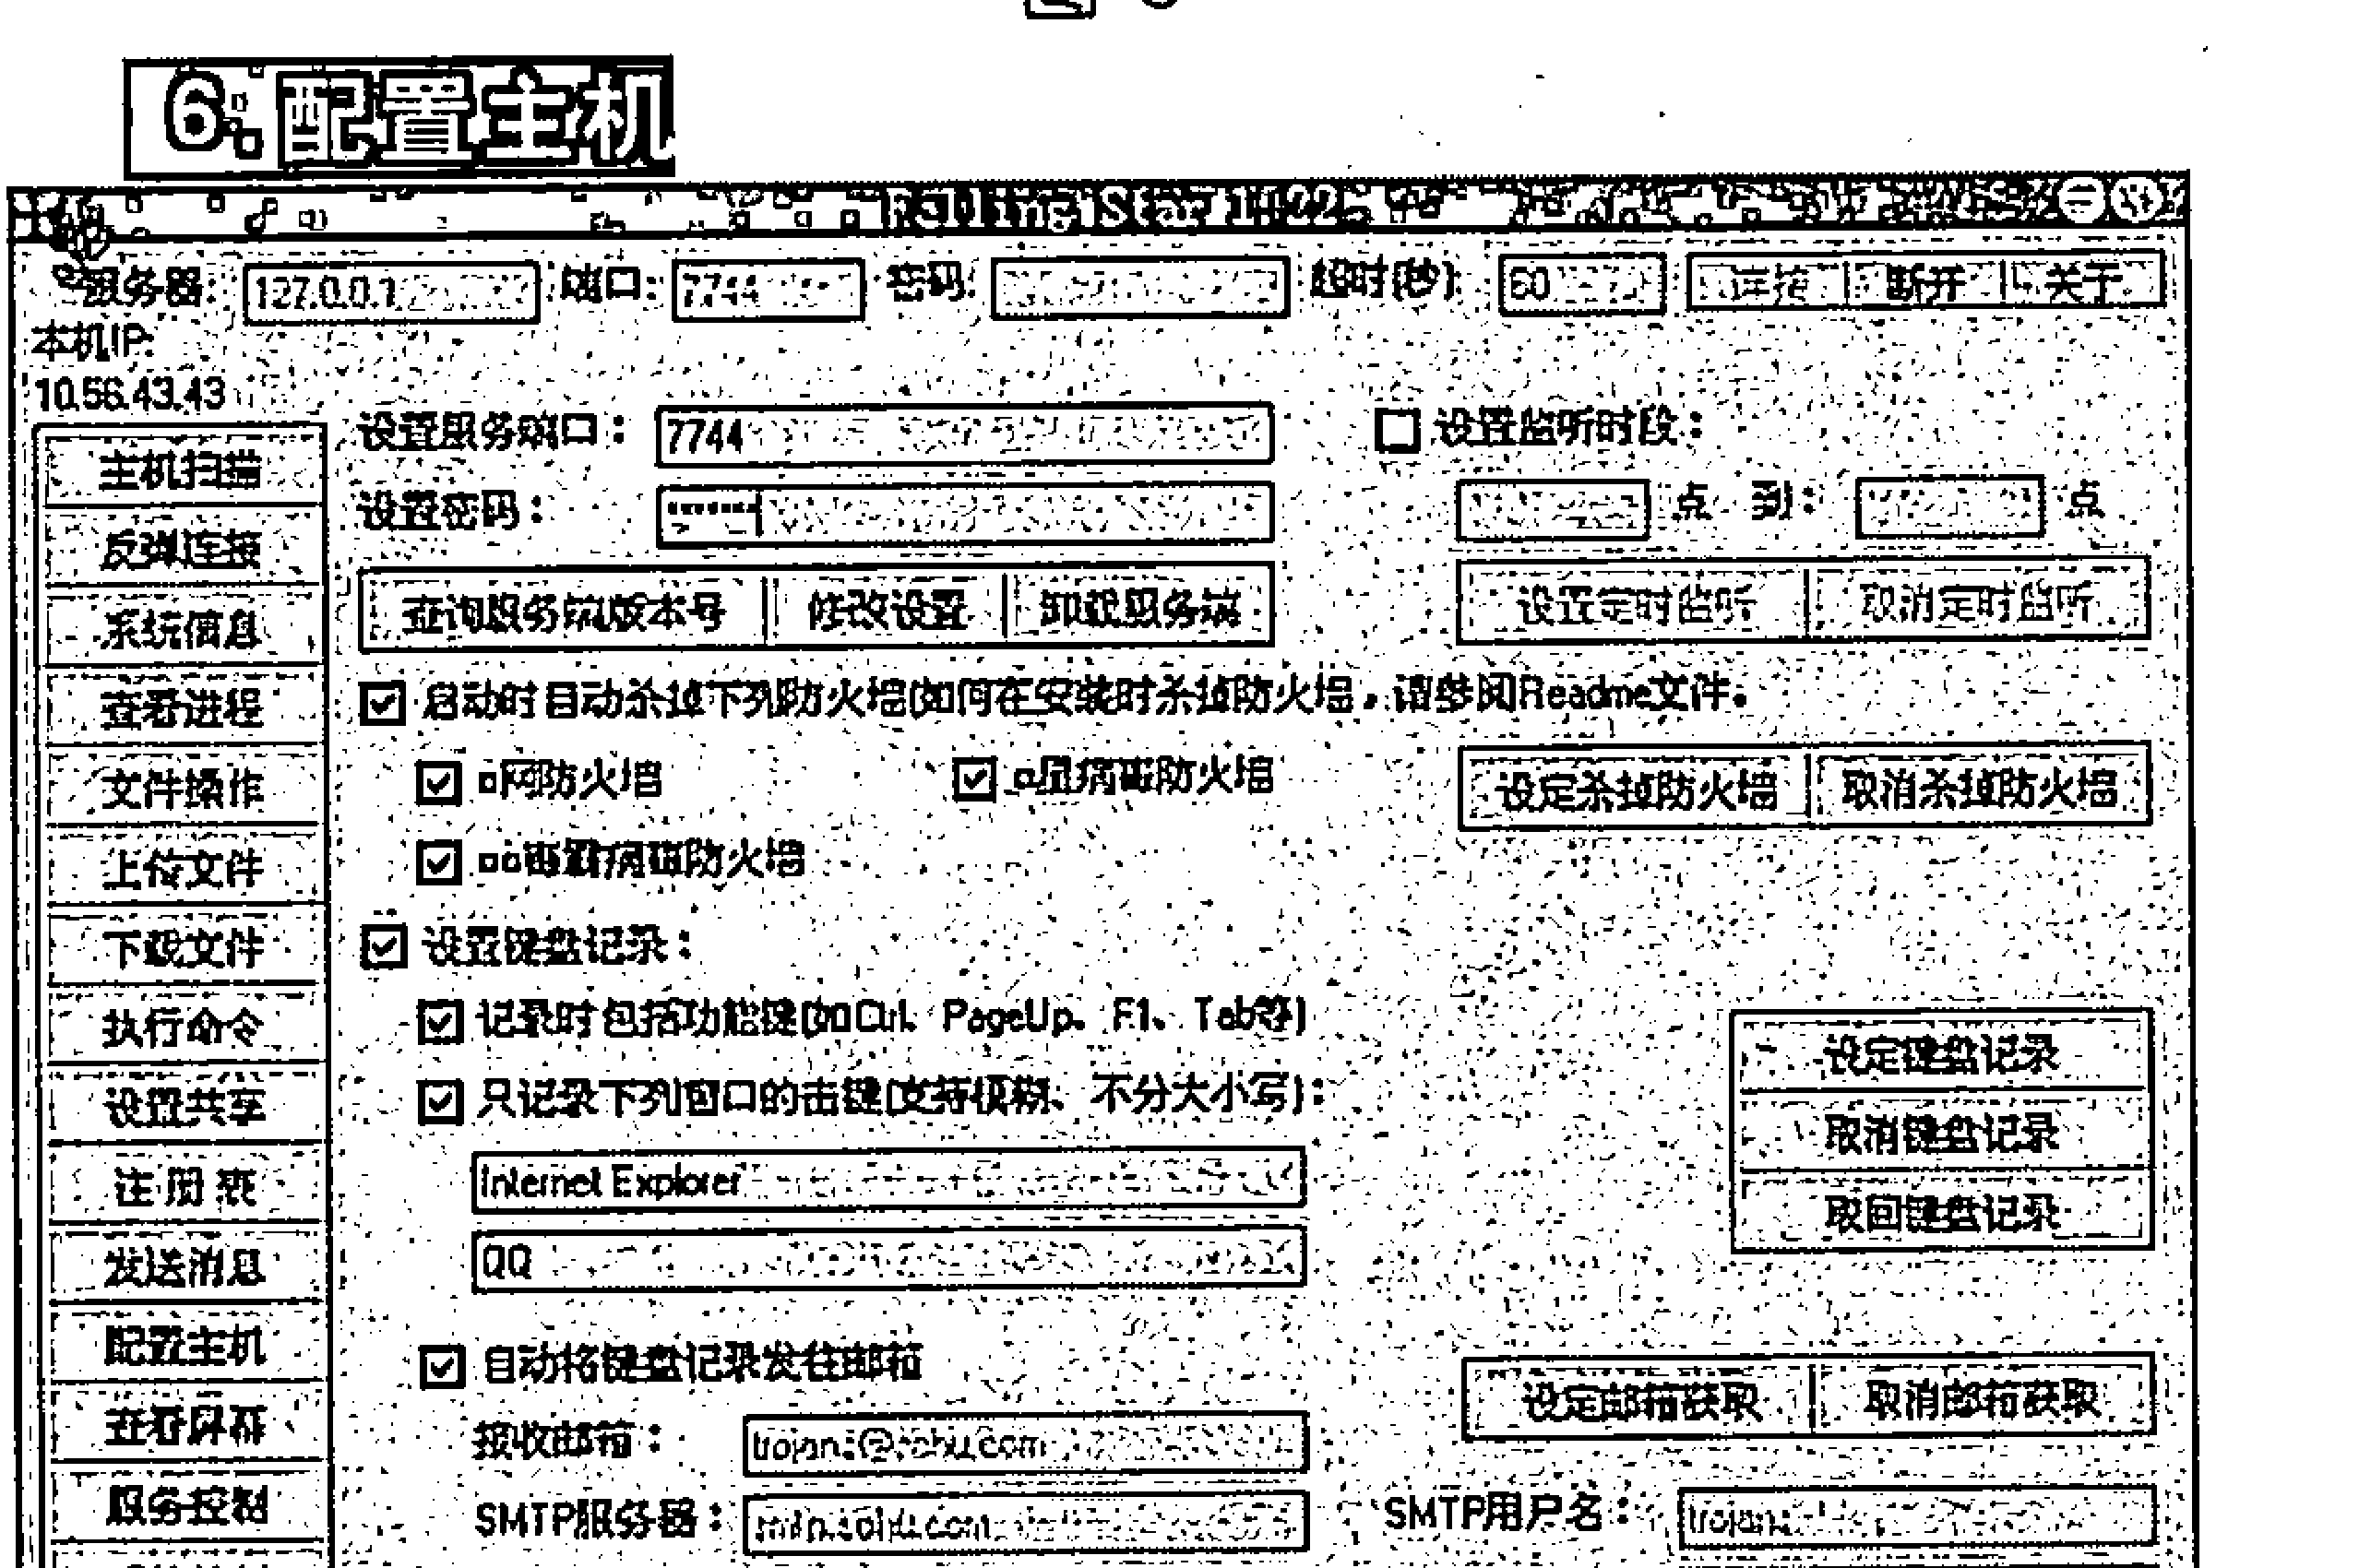 6.配置主机
服务器: 127.0.0.1 端口: 7744 密码: 超时(秒) 60 连接 断开 关于
本机IP:
10.56.43.43
设置服务端口： 7744 设置监听时段：
主机扫描
设置密码： 点 到： 点
反弹连接
查询服务端版本号 修改设置 卸载服务端 设置定时监听 取消定时监听
系统信息
启动时自动杀掉下列防火墙(如何在安装时杀掉防火墙，请参阅Readme文件。
查看进程
网防火墙 病毒防火墙 设定杀掉防火墙 取消杀掉防火墙
文件操作
病毒防火墙
上传文件
设置键盘记录：
下载文件
记录时包括功能键(如Ctrl、PageUp、F1、Tab等)
执行命令
设定键盘记录
只记录下列窗口的击键(支持模糊、不分大小写)：
设置共享
取消键盘记录
Internet Explorer
注册表
取回键盘记录
QQ
发送消息
配置主机
自动将键盘记录发往邮箱
设定邮箱获取 取消邮箱获取
查看屏幕
接收邮箱：
服务控制
SMTP服务器： SMTP用户名：